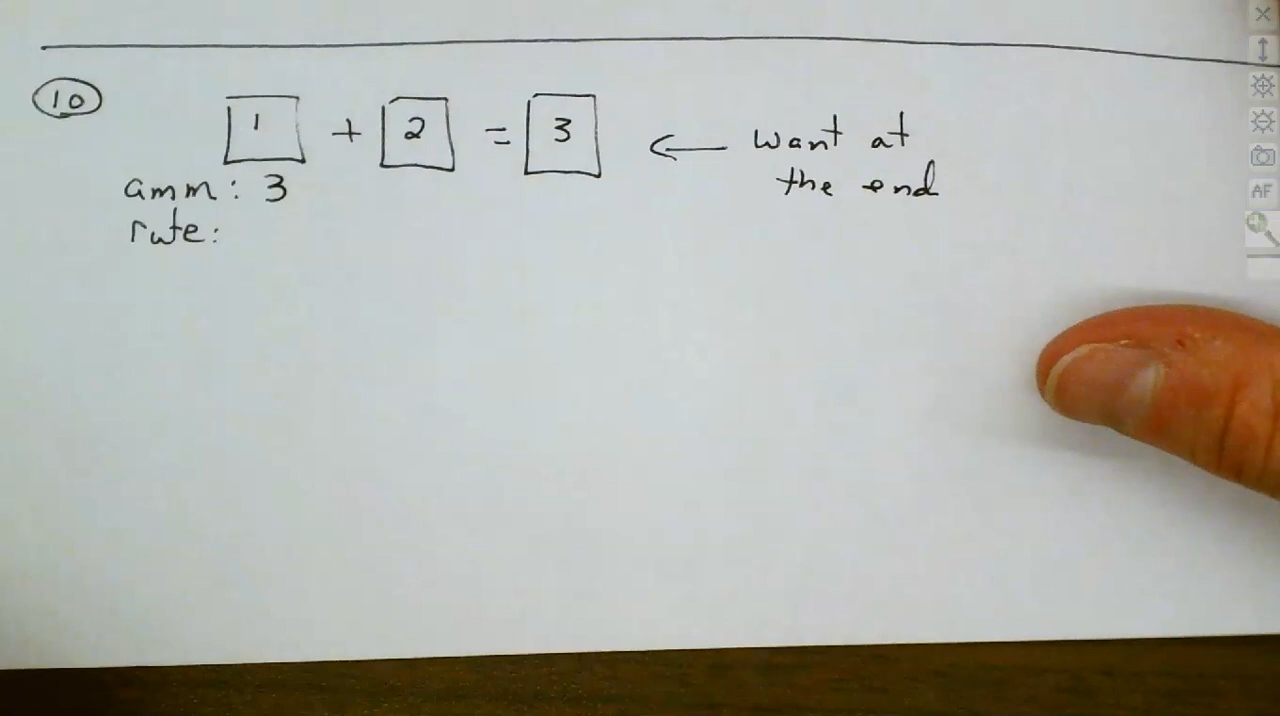 10
1 + 2 = 3 ← want at
the end
amm: 3
rate:
AF